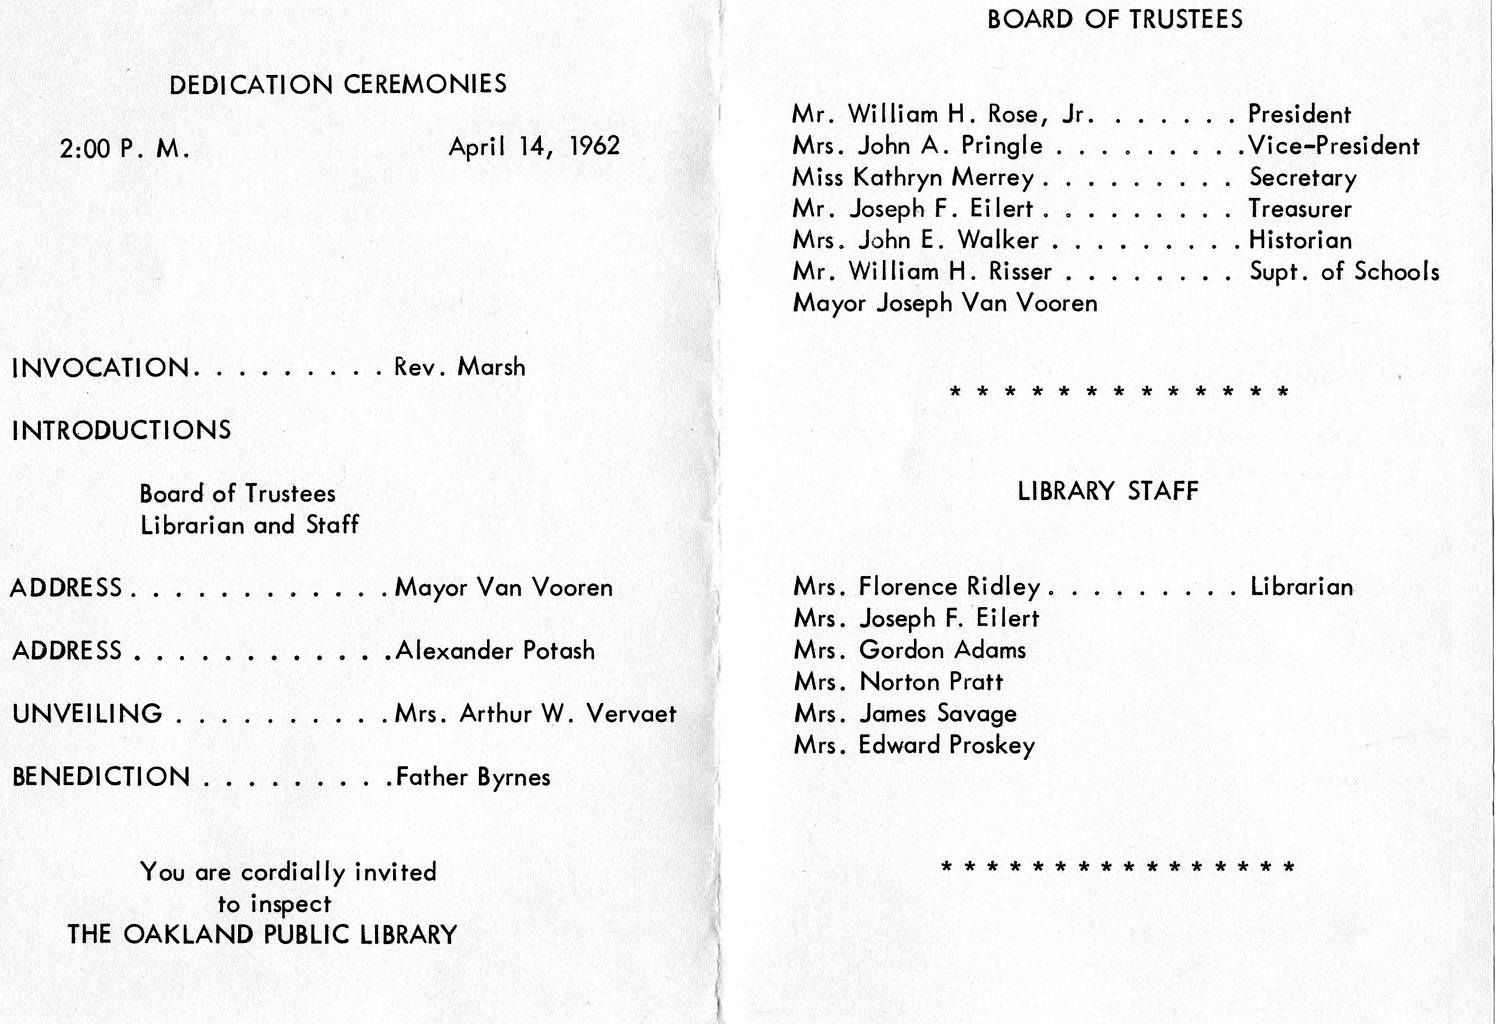 DEDICATION CEREMONIES
2:00 P. M. April 14, 1962
INVOCATION. . . . . . . . . Rev. Marsh
INTRODUCTIONS
Board of Trustees
Librarian and Staff
ADDRESS . . . . . . . . . . . . Mayor Van Vooren
ADDRESS . . . . . . . . . . . . Alexander Potash
UNVEILING . . . . . . . . . . Mrs. Arthur W. Vervaet
BENEDICTION . . . . . . . . . Father Byrnes
You are cordially invited
to inspect
THE OAKLAND PUBLIC LIBRARY
BOARD OF TRUSTEES
Mr. William H. Rose, Jr. . . . . . . . President
Mrs. John A. Pringle . . . . . . . . . Vice-President
Miss Kathryn Merrey . . . . . . . . . Secretary
Mr. Joseph F. Eilert . . . . . . . . . Treasurer
Mrs. John E. Walker . . . . . . . . . Historian
Mr. William H. Risser . . . . . . . . Supt. of Schools
Mayor Joseph Van Vooren
* * * * * * * * * * * * *
LIBRARY STAFF
Mrs. Florence Ridley . . . . . . . . . Librarian
Mrs. Joseph F. Eilert
Mrs. Gordon Adams
Mrs. Norton Pratt
Mrs. James Savage
Mrs. Edward Proskey
* * * * * * * * * * * * * * * *